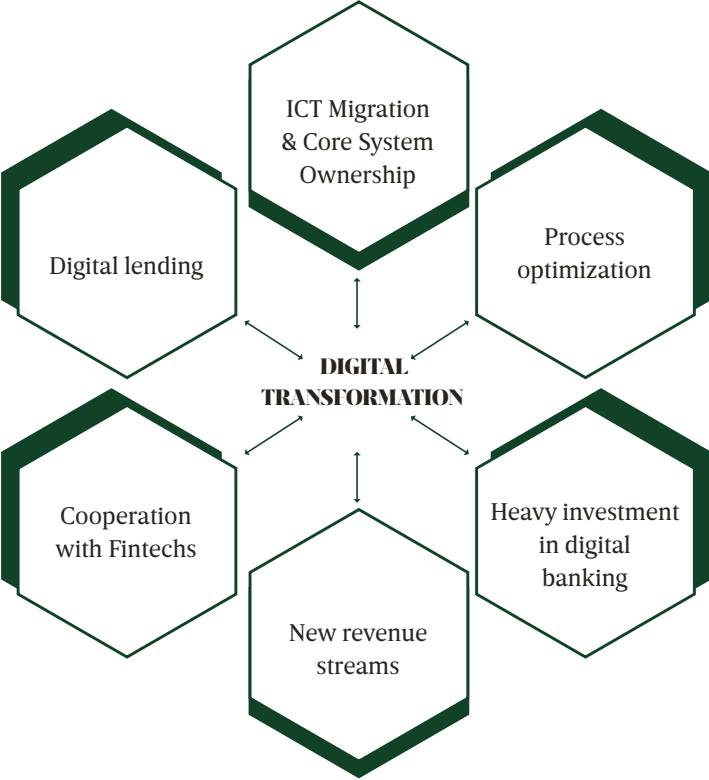 ICT Migration
& Core System
Ownership
Process
optimization
Digital lending
DIGITAL
TRANSFORMATION
Cooperation
with Fintechs
Heavy investment
in digital
banking
New revenue
streams